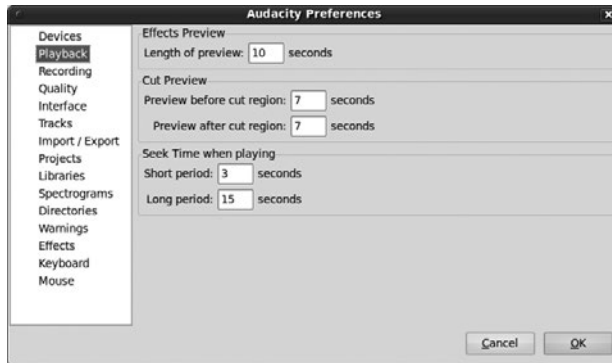 Audacity Preferences
Devices
Playback
Recording
Quality
Interface
Tracks
Import / Export
Projects
Libraries
Spectrograms
Directories
Warnings
Effects
Keyboard
Mouse
Effects Preview
Length of preview: 10 seconds
Cut Preview
Preview before cut region: 7 seconds
Preview after cut region: 7 seconds
Seek Time when playing
Short period: 3 seconds
Long period: 15 seconds
Cancel OK